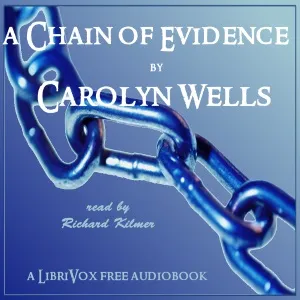 A Chain of Evidence
by
Carolyn Wells
read by
Richard Kilmer
A LibriVox free audiobook